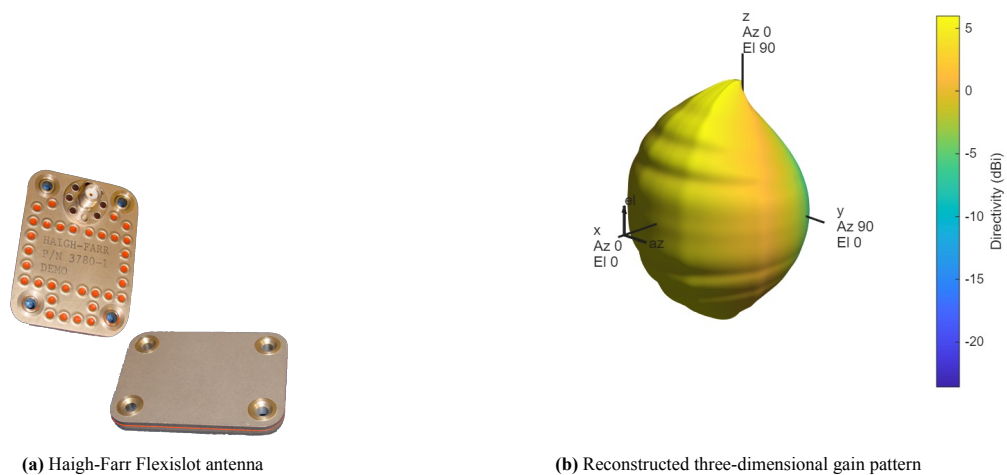 HAIGH-FARR
P/N 3780-1
DEMO
(a) Haigh-Farr Flexislot antenna
z
Az 0
El 90
el
x
Az 0
El 0
az
y
Az 90
El 0
5
0
-5
-10
-15
-20
Directivity (dBi)
(b) Reconstructed three-dimensional gain pattern